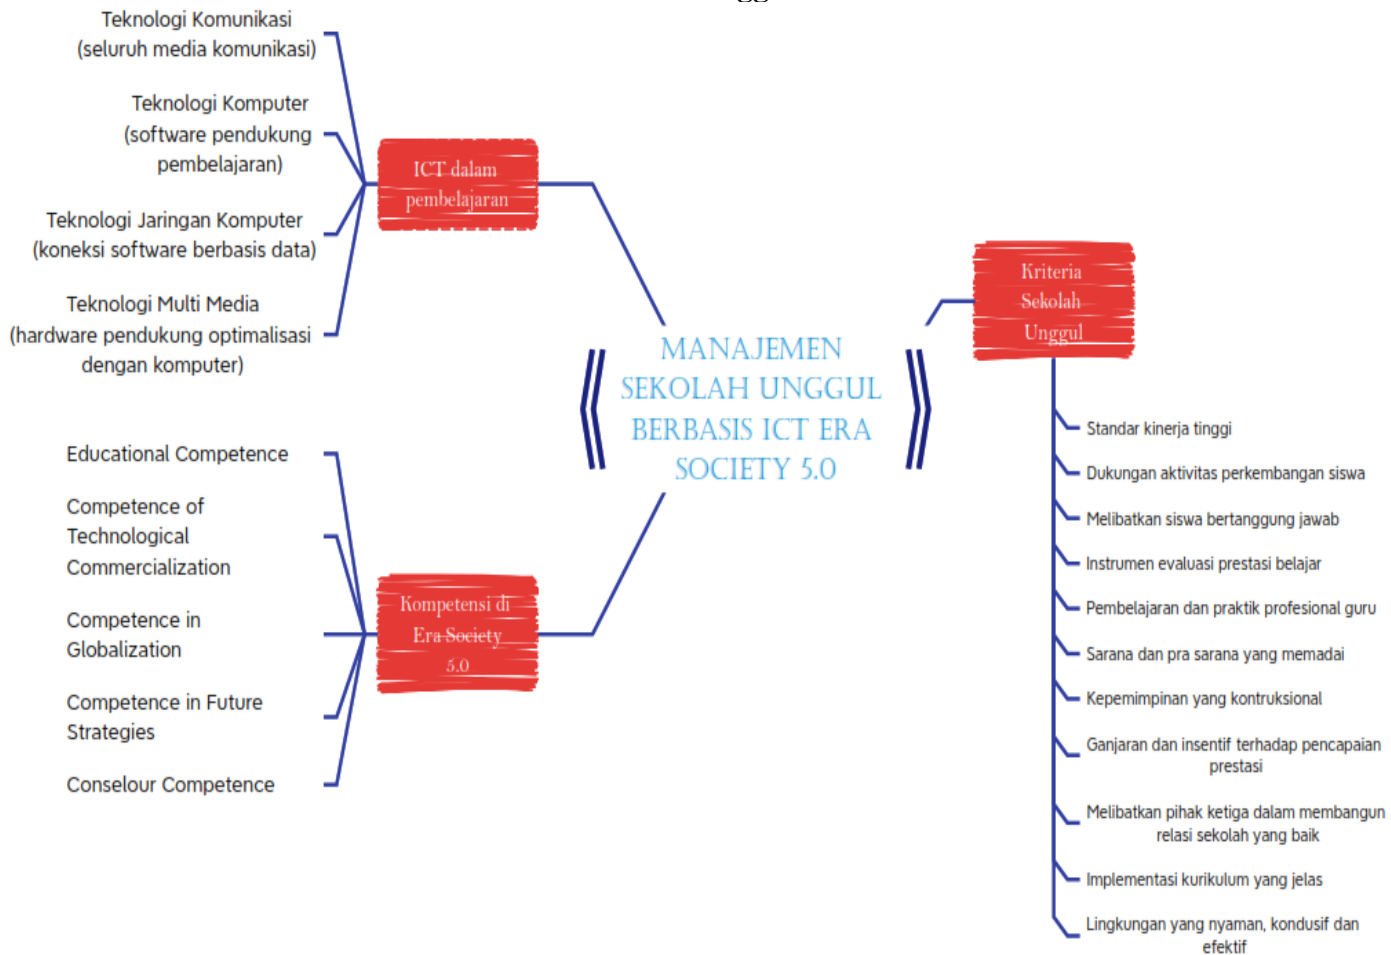 Teknologi Komunikasi
(seluruh media komunikasi)
Teknologi Komputer
(software pendukung
pembelajaran)
Teknologi Jaringan Komputer
(koneksi software berbasis data)
Teknologi Multi Media
(hardware pendukung optimalisasi
dengan komputer)
ICT dalam
pembelajaran
Educational Competence
Competence of
Technological
Commercialization
Competence in
Globalization
Competence in Future
Strategies
Conselour Competence
Kompetensi di
Era Society
5.0
MANAJEMEN
SEKOLAH UNGGUL
BERBASIS ICT ERA
SOCIETY 5.0
Kriteria
Sekolah
Unggul
Standar kinerja tinggi
Dukungan aktivitas perkembangan siswa
Melibatkan siswa bertanggung jawab
Instrumen evaluasi prestasi belajar
Pembelajaran dan praktik profesional guru
Sarana dan pra sarana yang memadai
Kepemimpinan yang kontruksional
Ganjaran dan insentif terhadap pencapaian
prestasi
Melibatkan pihak ketiga dalam membangun
relasi sekolah yang baik
Implementasi kurikulum yang jelas
Lingkungan yang nyaman, kondusif dan
efektif